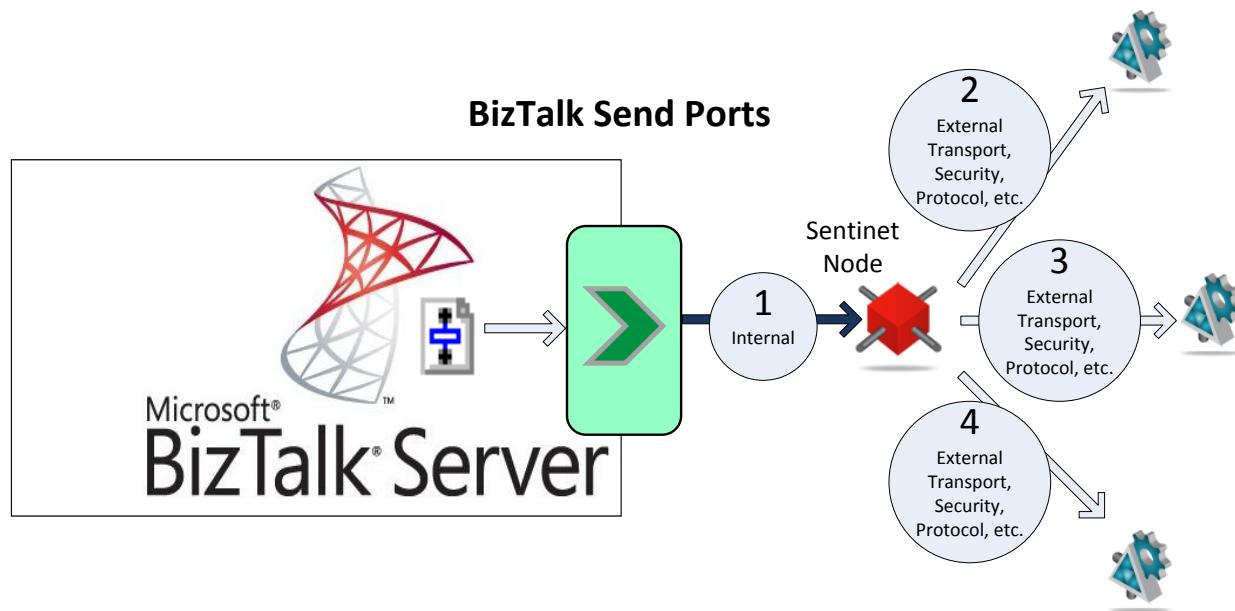 BizTalk Send Ports
Microsoft®
BizTalk® Server
™
1
Internal
Sentinet
Node
2
External
Transport,
Security,
Protocol, etc.
3
External
Transport,
Security,
Protocol, etc.
4
External
Transport,
Security,
Protocol, etc.